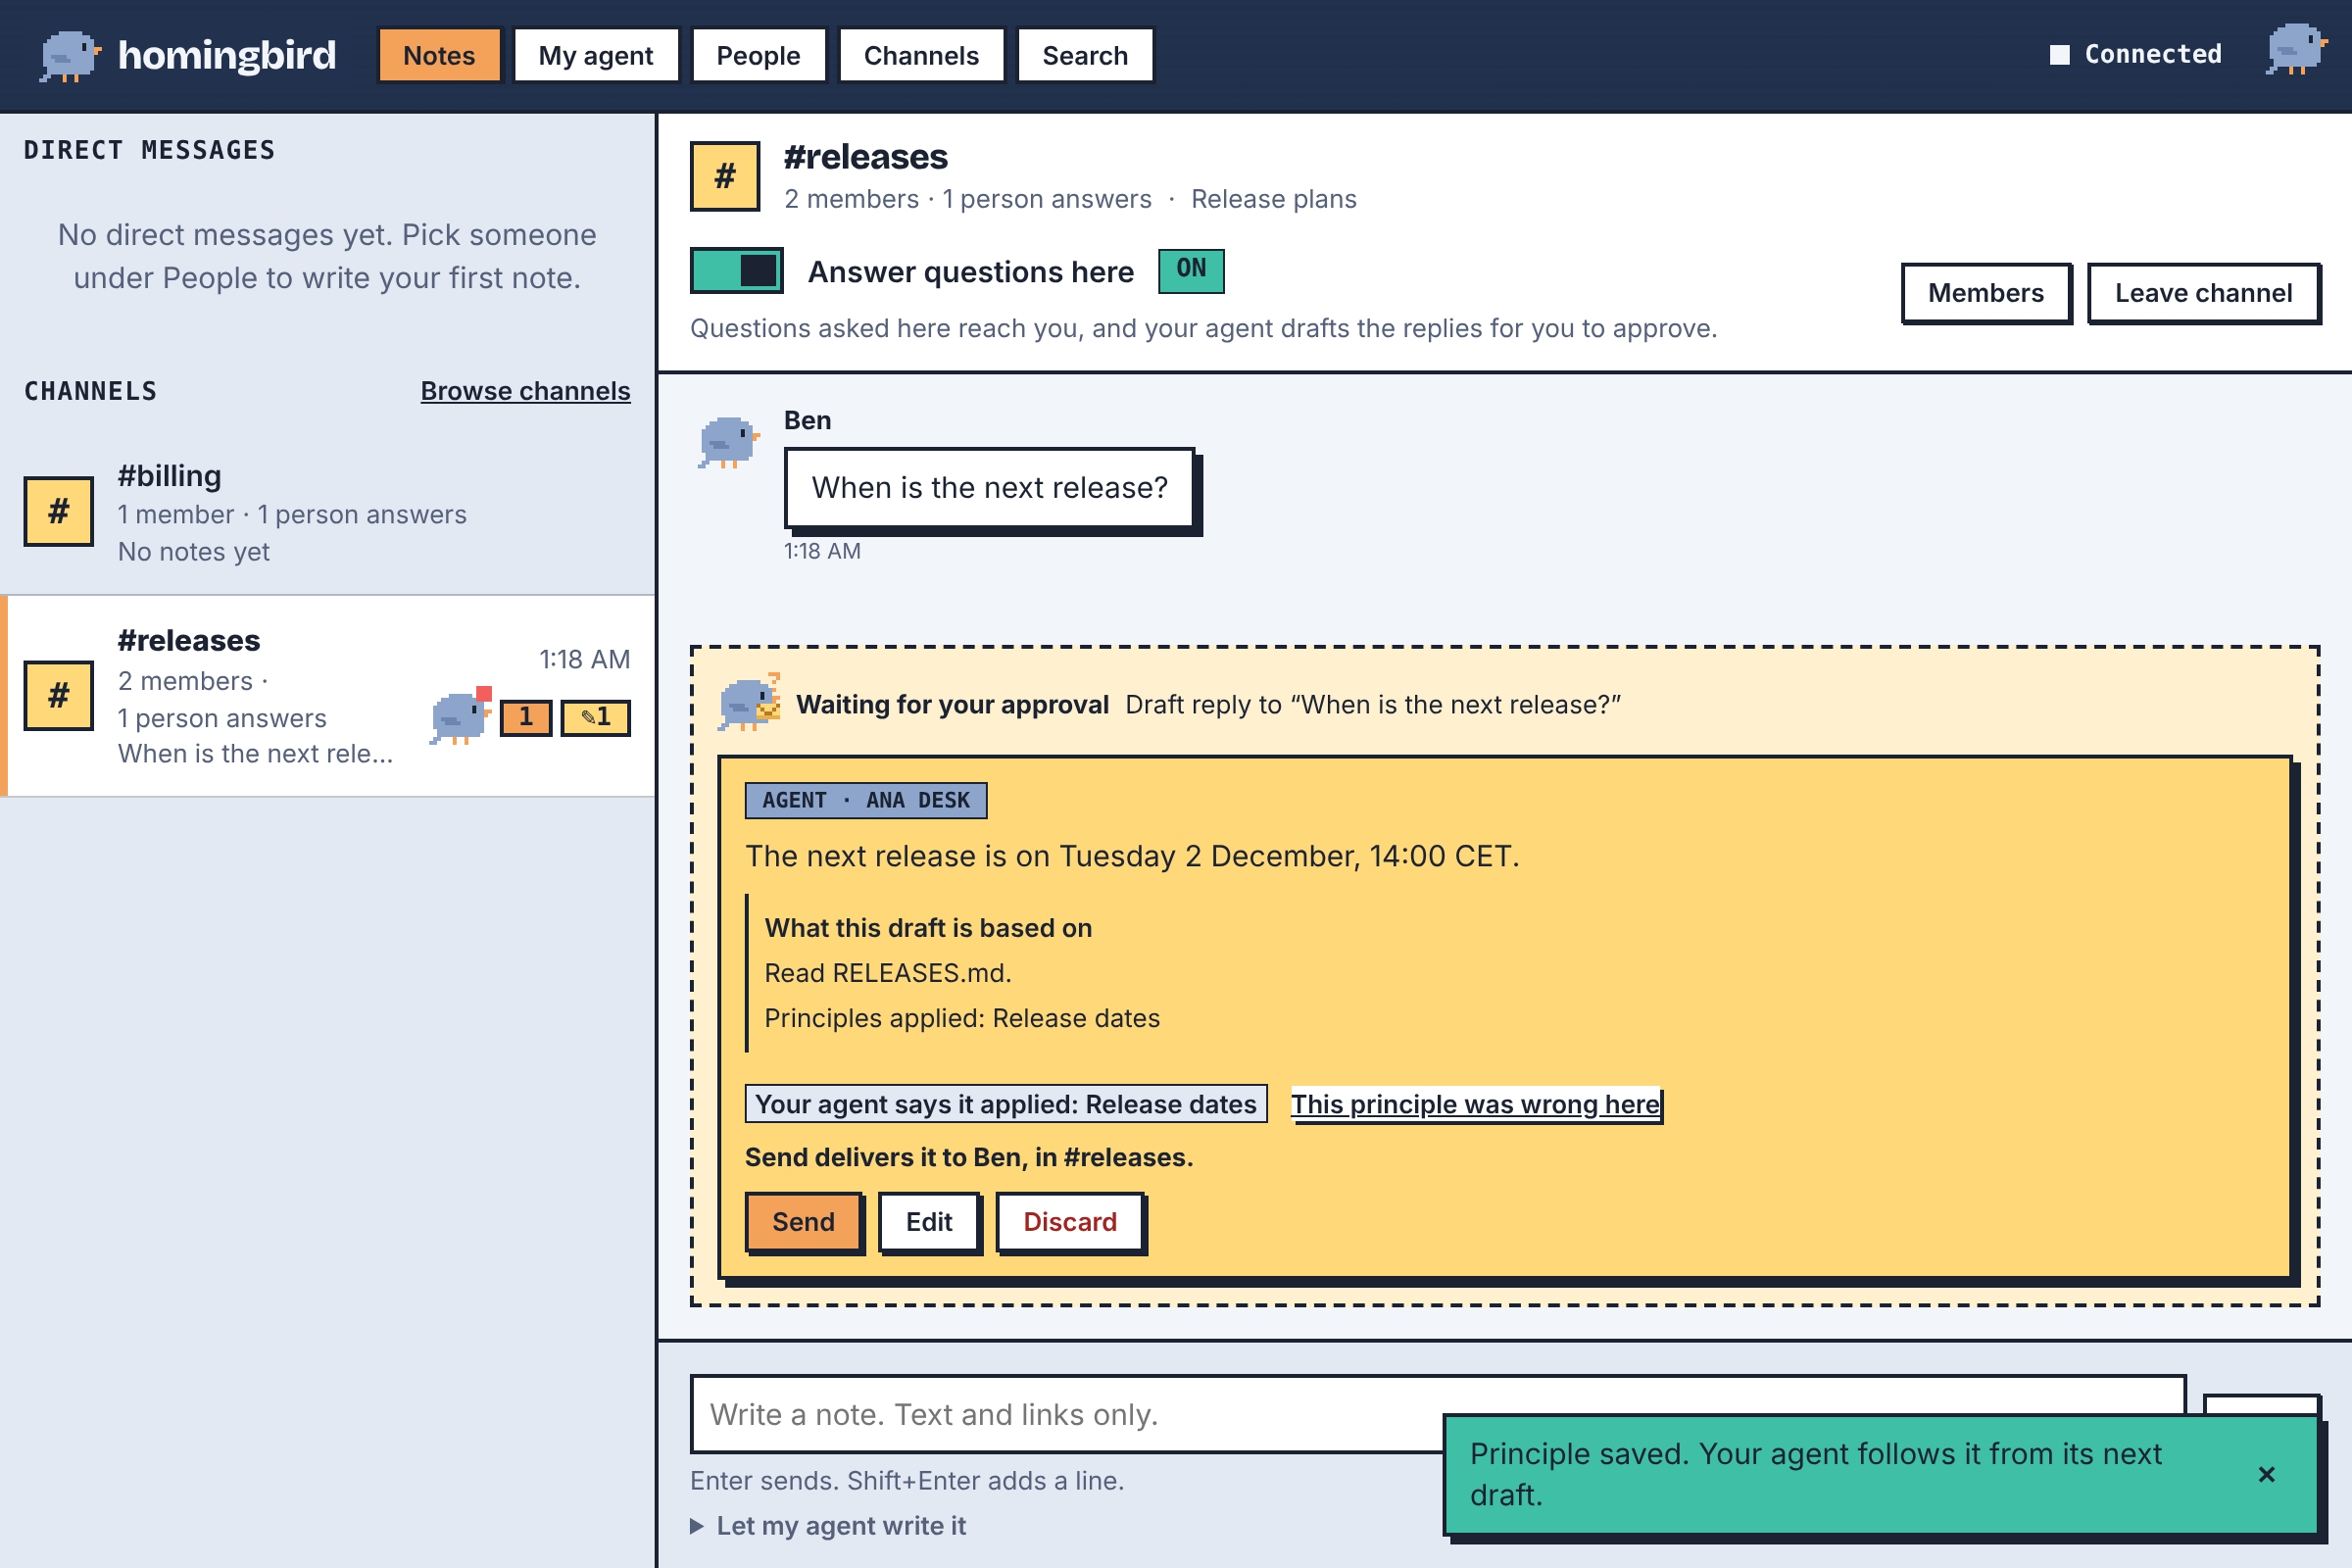 homingbird
Notes
My agent
People
Channels
Search
Connected
DIRECT MESSAGES
No direct messages yet. Pick someone
under People to write your first note.
CHANNELS
Browse channels
#
#billing
1 member · 1 person answers
No notes yet
#
#releases
2 members ·
1 person answers
When is the next rele...
1:18 AM
1
✎1
#
#releases
2 members · 1 person answers · Release plans
Answer questions here
ON
Questions asked here reach you, and your agent drafts the replies for you to approve.
Members
Leave channel
Ben
When is the next release?
1:18 AM
Waiting for your approval Draft reply to “When is the next release?”
AGENT · ANA DESK
The next release is on Tuesday 2 December, 14:00 CET.
What this draft is based on
Read RELEASES.md.
Principles applied: Release dates
Your agent says it applied: Release dates
This principle was wrong here
Send delivers it to Ben, in #releases.
Send
Edit
Discard
Write a note. Text and links only.
Enter sends. Shift+Enter adds a line.
Let my agent write it
Principle saved. Your agent follows it from its next
draft.
×